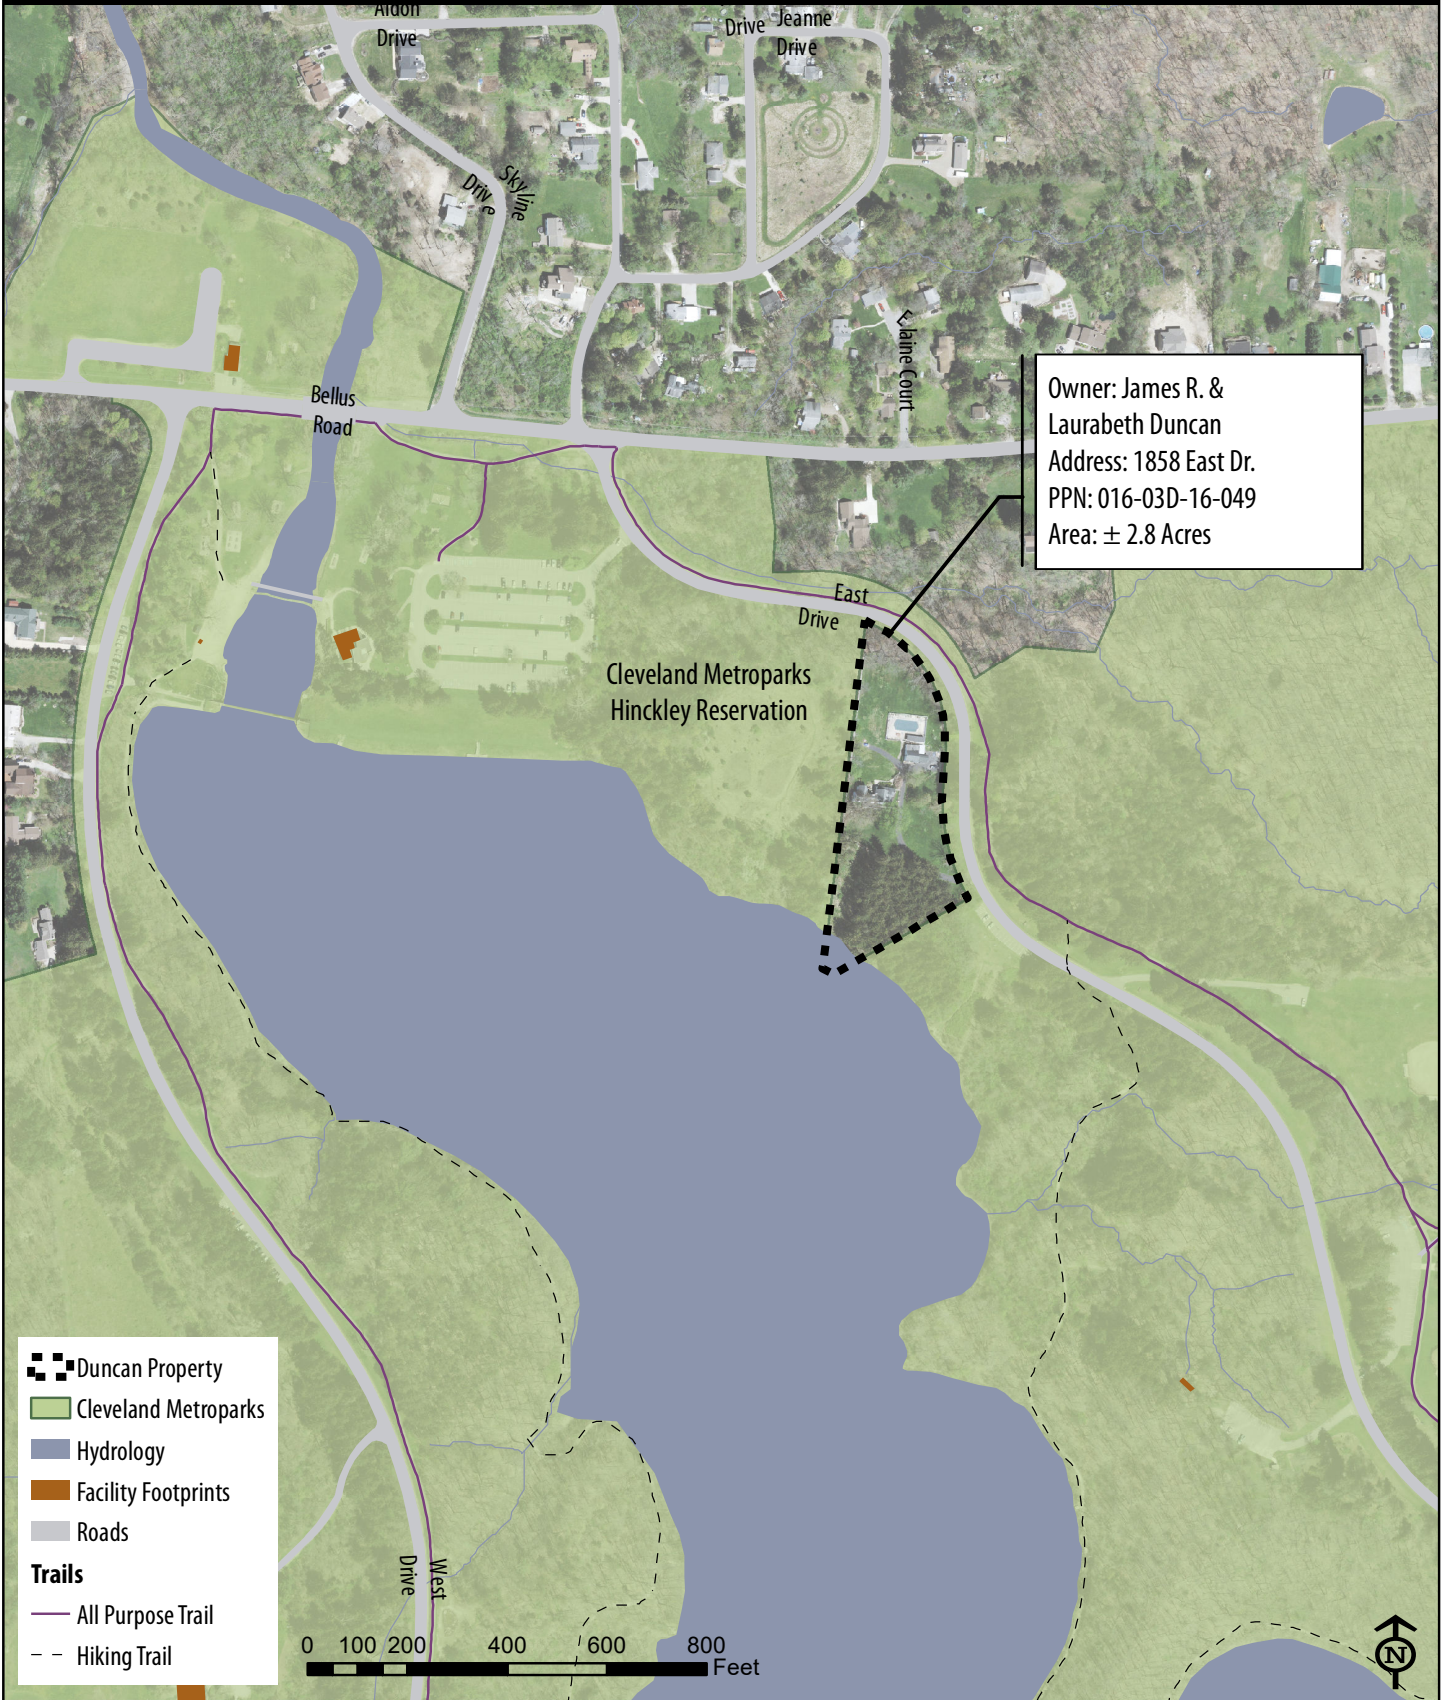 Aldon
Drive
Drive
Jeanne
Drive
Skyline
Drive
Elaine Court
Bellus
Road
Owner: James R. &
Laurabeth Duncan
Address: 1858 East Dr.
PPN: 016-03D-16-049
Area: ± 2.8 Acres
East
Drive
Cleveland Metroparks
Hinckley Reservation
Duncan Property
Cleveland Metroparks
Hydrology
Facility Footprints
Roads
Trails
All Purpose Trail
Hiking Trail
West
Drive
0 100 200 400 600 800
Feet
N